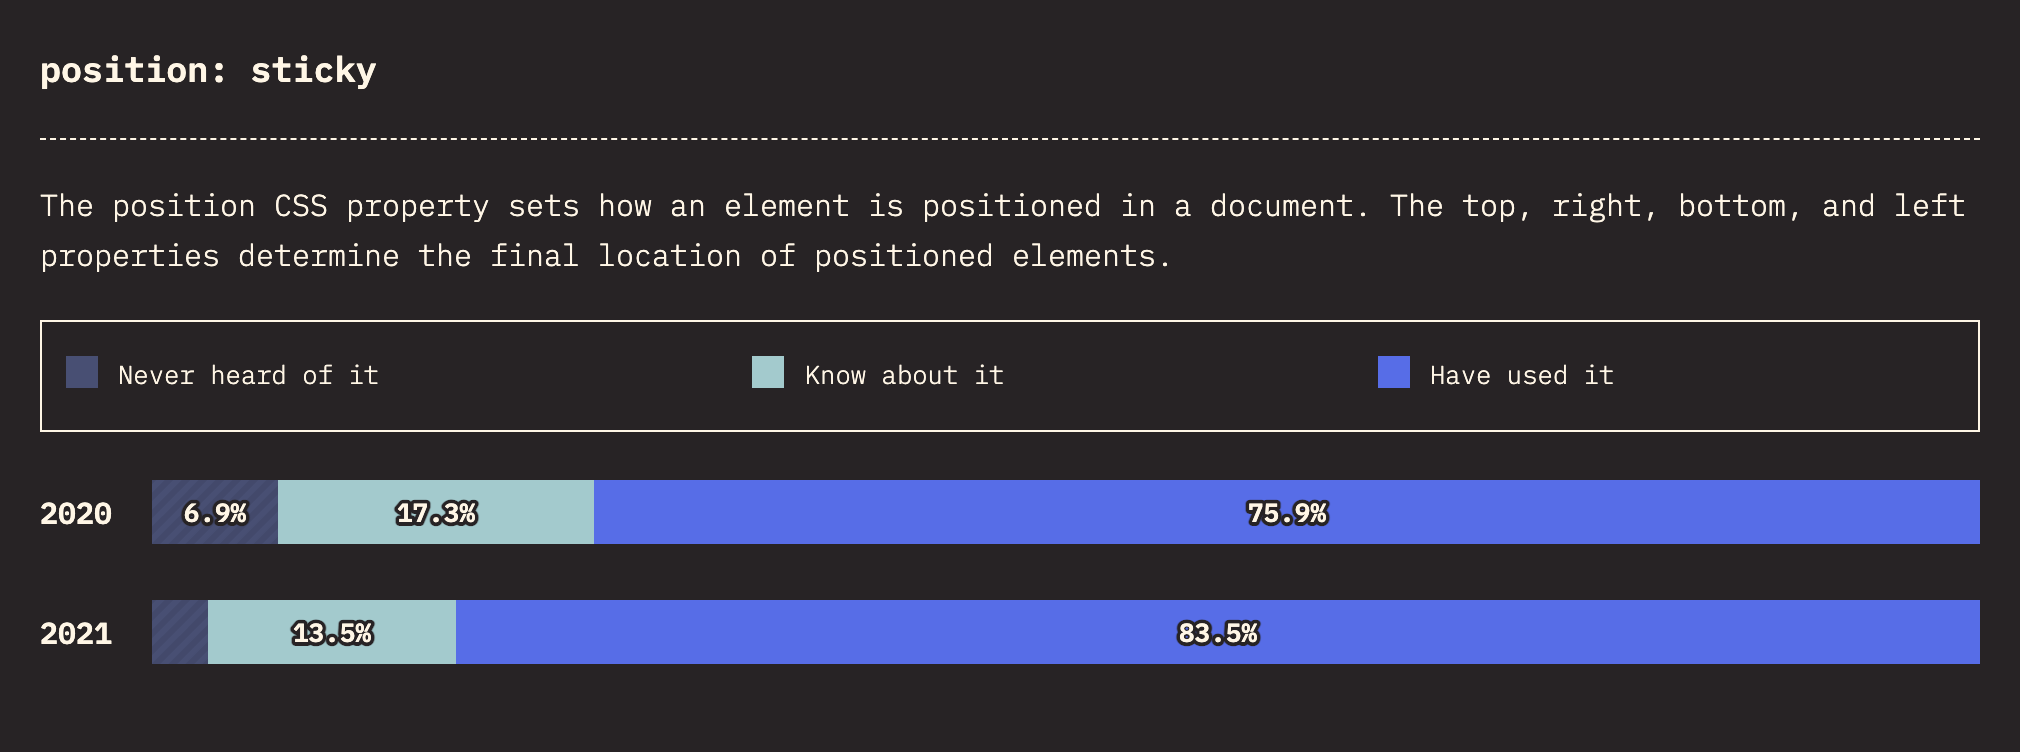 position: sticky
The position CSS property sets how an element is positioned in a document. The top, right, bottom, and left
properties determine the final location of positioned elements.
Never heard of it
Know about it
Have used it
2020
6.9%
17.3%
75.9%
2021
13.5%
83.5%